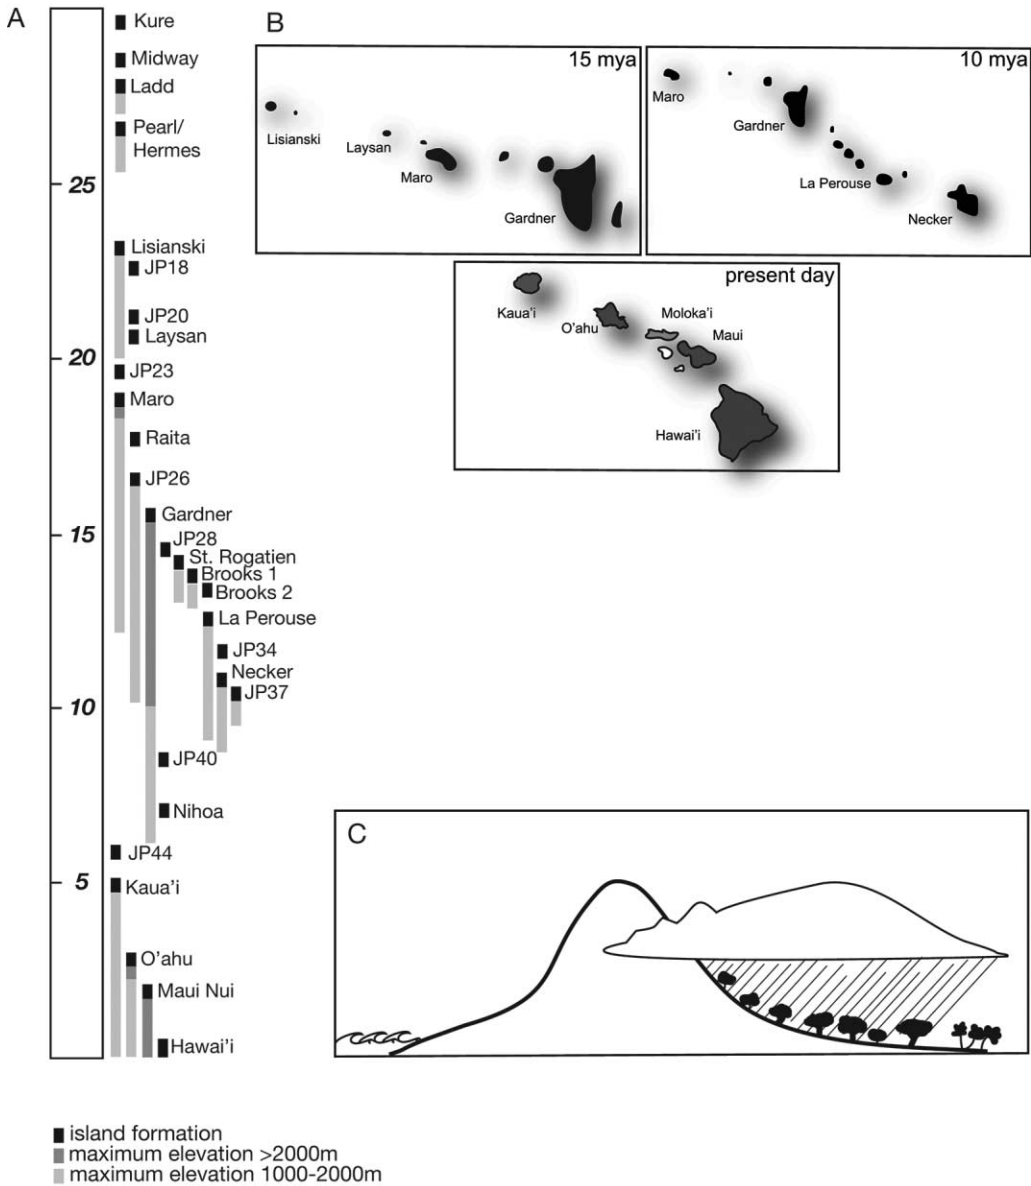 A
Kure
Midway
Ladd
Pearl/
Hermes
25
Lisianski
JP18
JP20
Laysan
20
JP23
Maro
Raita
JP26
Gardner
15
JP28
St. Rogatien
Brooks 1
Brooks 2
La Perouse
JP34
Necker
JP37
10
JP40
Nihoa
JP44
5
Kaua'i
O'ahu
Maui Nui
Hawai'i
island formation
maximum elevation >2000m
maximum elevation 1000-2000m
B
15 mya
Lisianski
Laysan
Maro
Gardner
10 mya
Maro
Gardner
La Perouse
Necker
present day
Kaua'i
O'ahu
Moloka'i
Maui
Hawai'i
C